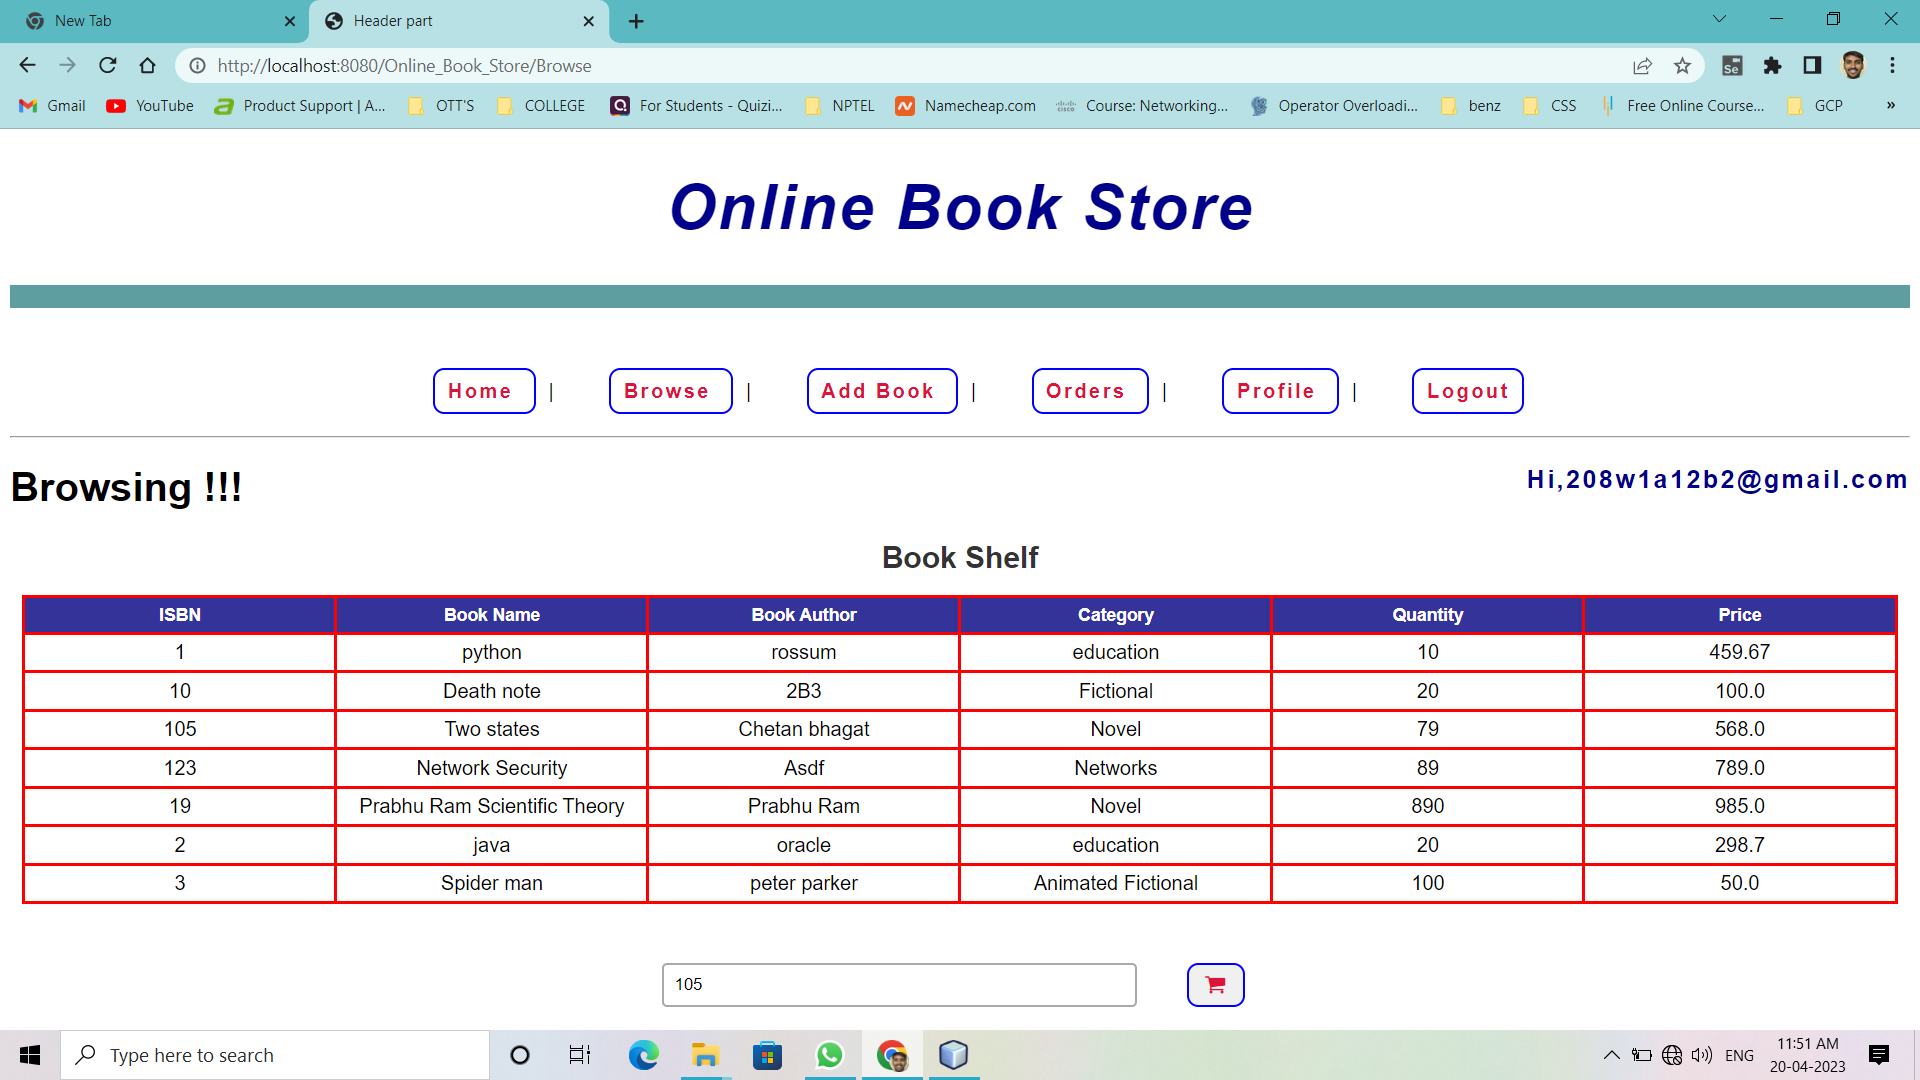 New Tab
Header part
http://localhost:8080/Online_Book_Store/Browse
Se
Gmail YouTube Product Support | A... OTT'S COLLEGE For Students - Quizi... NPTEL Namecheap.com Course: Networking... Operator Overloadi... benz CSS Free Online Course... GCP »
Online Book Store
Home | Browse | Add Book | Orders | Profile | Logout
Browsing !!!
Hi,208w1a12b2@gmail.com
Book Shelf
ISBN Book Name Book Author Category Quantity Price
1 python rossum education 10 459.67
10 Death note 2B3 Fictional 20 100.0
105 Two states Chetan bhagat Novel 79 568.0
123 Network Security Asdf Networks 89 789.0
19 Prabhu Ram Scientific Theory Prabhu Ram Novel 890 985.0
2 java oracle education 20 298.7
3 Spider man peter parker Animated Fictional 100 50.0
105
Type here to search
ENG
11:51 AM
20-04-2023